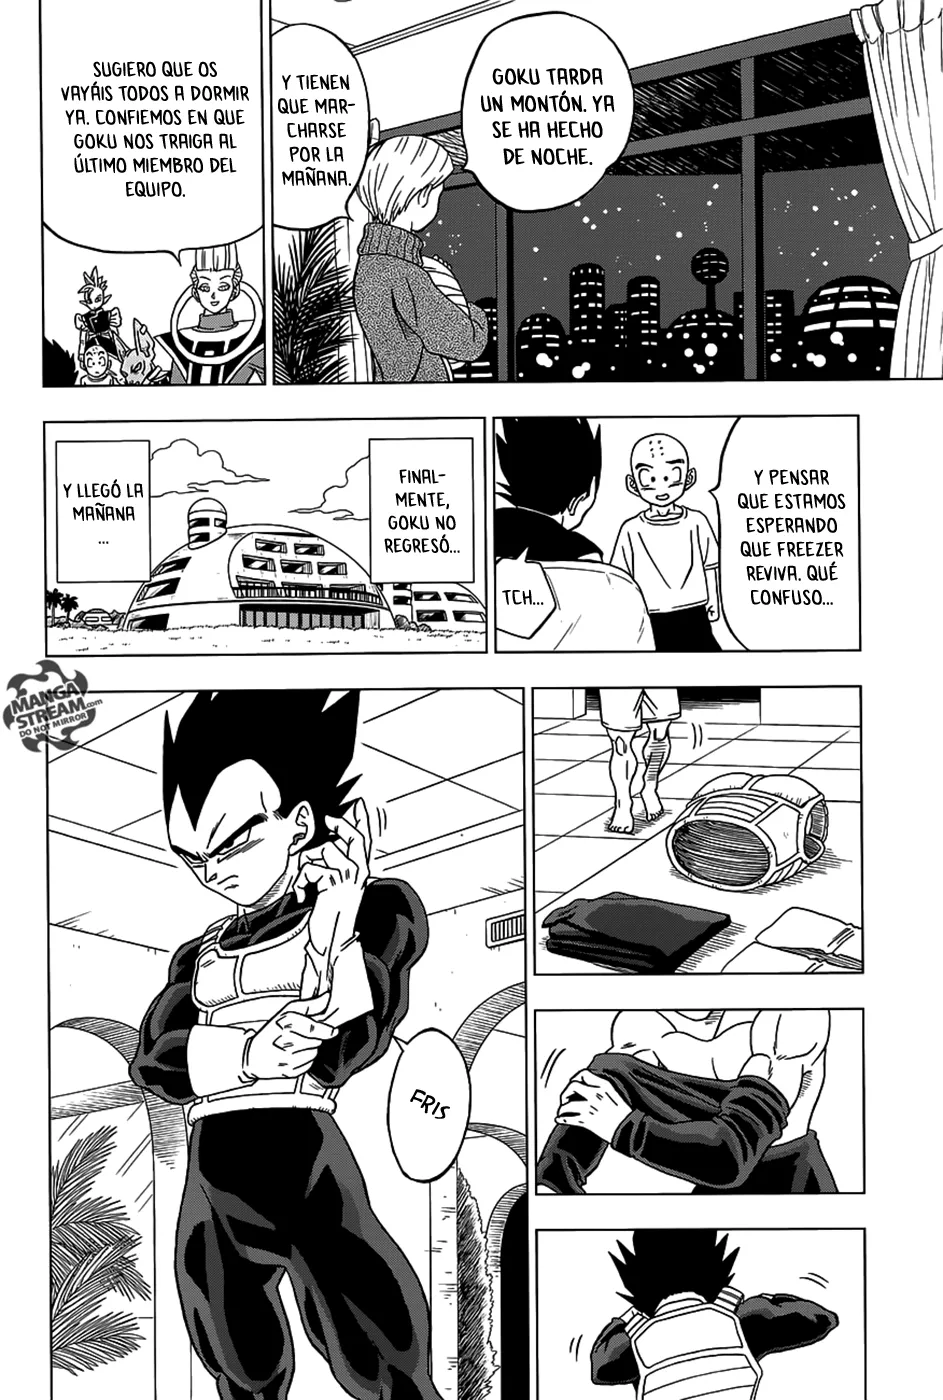 GOKU TARDA
UN MONTÓN. YA
SE HA HECHO
DE NOCHE.
Y TIENEN
QUE MAR-
CHARSE
POR LA
MAÑANA.
SUGIERO QUE OS
VAYÁIS TODOS A DORMIR
YA. CONFIEMOS EN QUE
GOKU NOS TRAIGA AL
ÚLTIMO MIEMBRO DEL
EQUIPO.
Y PENSAR
QUE ESTAMOS
ESPERANDO
QUE FREEZER
REVIVA. QUÉ
CONFUSO...
TCH...
FINAL-
MENTE,
GOKU NO
REGRESÓ...
Y LLEGÓ LA
MAÑANA
...
MANGA
STREAM.com
DO NOT MIRROR
FRIS